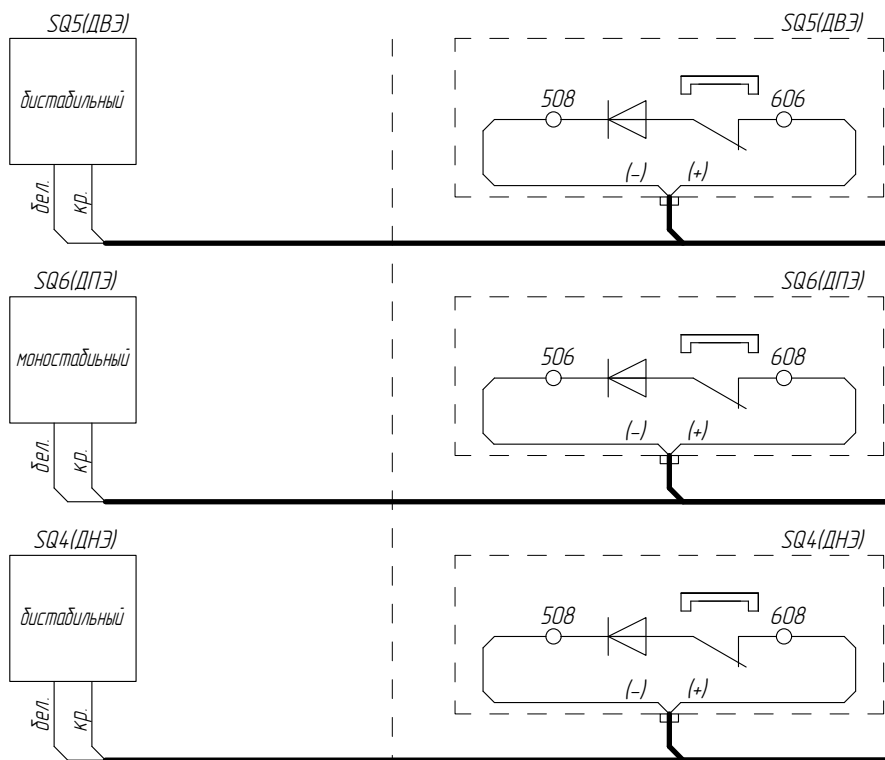 SQ5(ДВЭ)
SQ5(ДВЭ)
бистабильный
508
606
(-)
(+)
бел.
кр.
SQ6(ДПЭ)
SQ6(ДПЭ)
моностабиьный
506
608
(-)
(+)
бел.
кр.
SQ4(ДНЭ)
SQ4(ДНЭ)
бистабильный
508
608
(-)
(+)
бел.
кр.